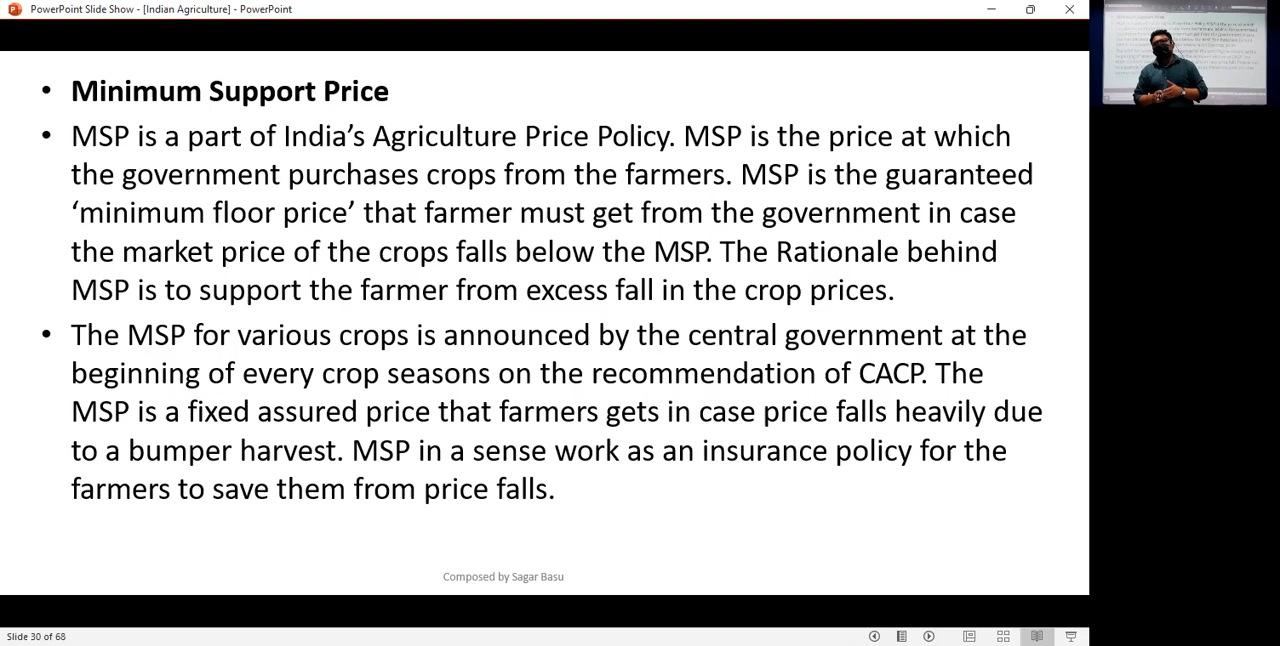 PowerPoint Slide Show - [Indian Agriculture] - PowerPoint
• Minimum Support Price
• MSP is a part of India’s Agriculture Price Policy. MSP is the price at which
the government purchases crops from the farmers. MSP is the guaranteed
‘minimum floor price’ that farmer must get from the government in case
the market price of the crops falls below the MSP. The Rationale behind
MSP is to support the farmer from excess fall in the crop prices.
• The MSP for various crops is announced by the central government at the
beginning of every crop seasons on the recommendation of CACP. The
MSP is a fixed assured price that farmers gets in case price falls heavily due
to a bumper harvest. MSP in a sense work as an insurance policy for the
farmers to save them from price falls.
Composed by Sagar Basu
Slide 30 of 68